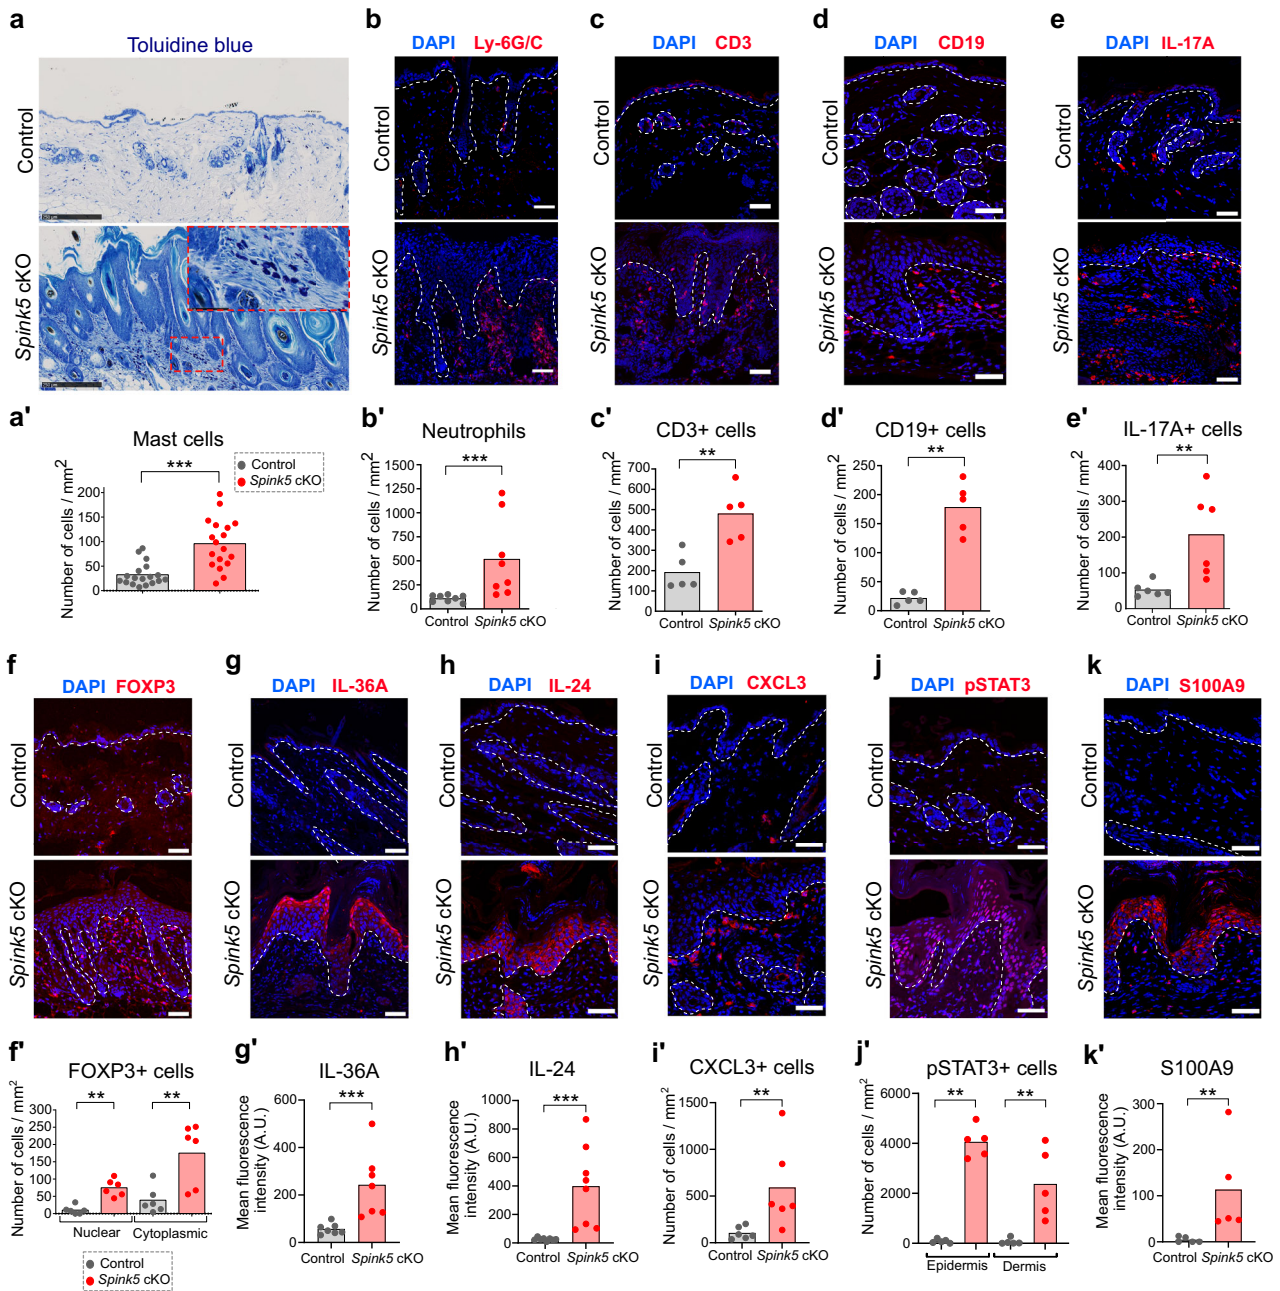 a
Toluidine blue
Control
Spink5 cKO
b
DAPI Ly-6G/C
Control
Spink5 cKO
c
DAPI CD3
Control
Spink5 cKO
d
DAPI CD19
Control
Spink5 cKO
e
DAPI IL-17A
Control
Spink5 cKO
a'
Mast cells
***
Control
Spink5 cKO
Number of cells / mm²
200
150
100
50
0
b'
Neutrophils
***
Number of cells / mm²
1500
1250
1000
750
500
250
0
Control Spink5 cKO
c'
CD3+ cells
**
Number of cells / mm²
700
600
500
400
300
200
100
0
Control Spink5 cKO
d'
CD19+ cells
**
Number of cells / mm²
250
200
150
100
50
0
Control Spink5 cKO
e'
IL-17A+ cells
**
Number of cells / mm²
400
300
200
100
0
Control Spink5 cKO
f
DAPI FOXP3
Control
Spink5 cKO
g
DAPI IL-36A
Control
Spink5 cKO
h
DAPI IL-24
Control
Spink5 cKO
i
DAPI CXCL3
Control
Spink5 cKO
j
DAPI pSTAT3
Control
Spink5 cKO
k
DAPI S100A9
Control
Spink5 cKO
f'
FOXP3+ cells
** **
Number of cells / mm²
300
250
200
150
100
50
0
Nuclear Cytoplasmic
Control
Spink5 cKO
g'
IL-36A
***
Mean fluorescence
intensity (A.U.)
600
400
200
0
Control Spink5 cKO
h'
IL-24
***
Mean fluorescence
intensity (A.U.)
1000
800
600
400
200
0
Control Spink5 cKO
i'
CXCL3+ cells
**
Number of cells / mm²
1500
1000
500
0
Control Spink5 cKO
j'
pSTAT3+ cells
** **
Number of cells / mm²
6000
4000
2000
0
Epidermis Dermis
k'
S100A9
**
Mean fluorescence
intensity (A.U.)
300
200
100
0
Control Spink5 cKO